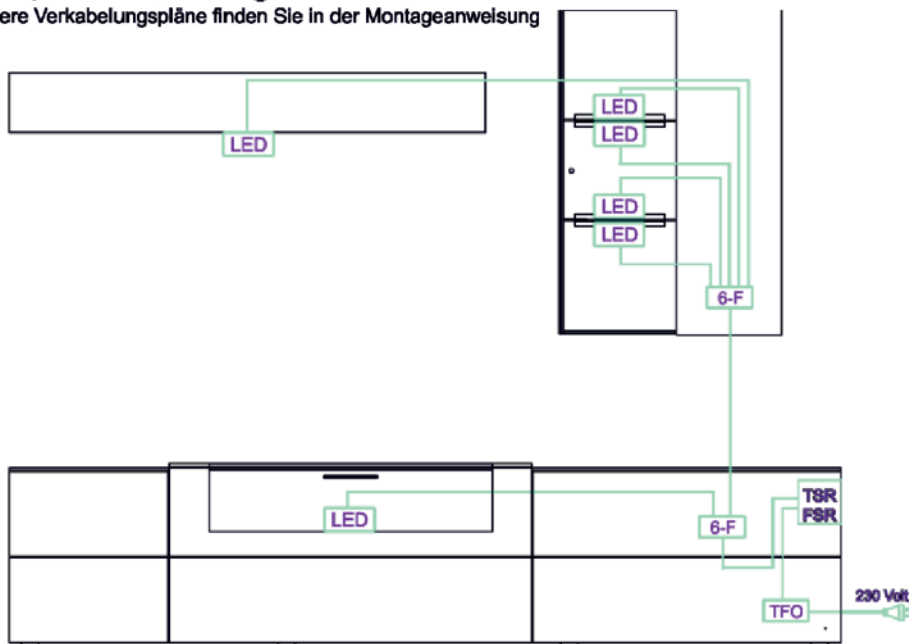 ere Verkabelungspläne finden Sie in der Montageanweisung
LED
LED
LED
LED
LED
6-F
TSR
FSR
LED
6-F
TFO
230 Volt